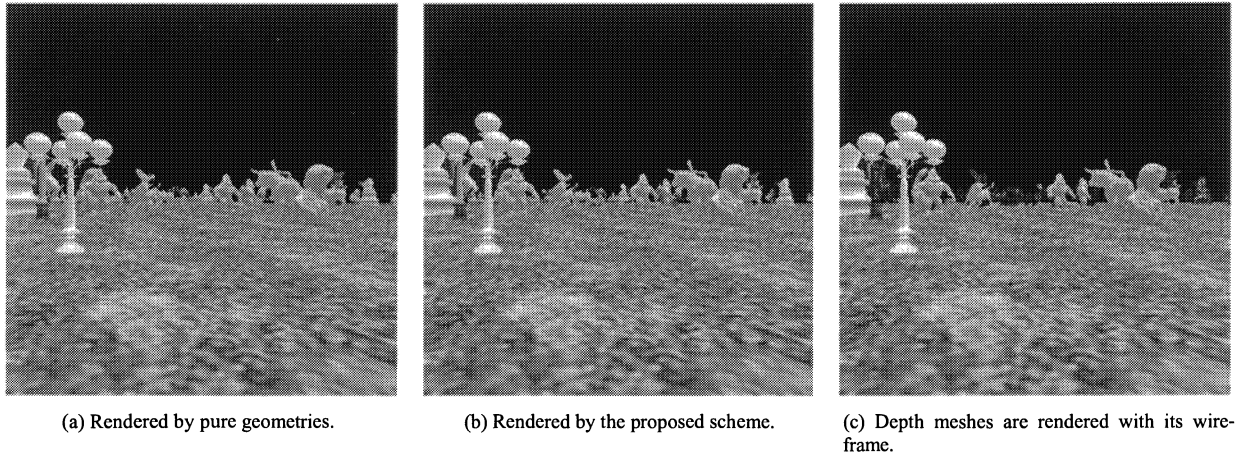 (a) Rendered by pure geometries.
(b) Rendered by the proposed scheme.
(c) Depth meshes are rendered with its wire-
frame.